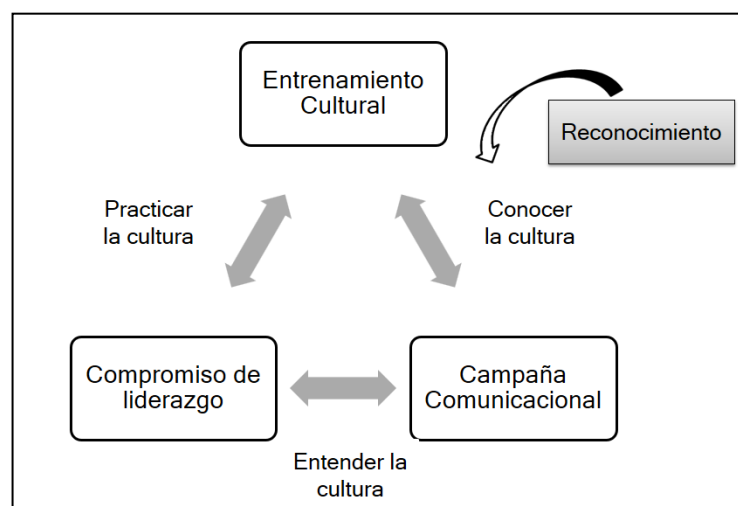 Entrenamiento
Cultural
Reconocimiento
Practicar
la cultura
Conocer
la cultura
Compromiso de
liderazgo
Campaña
Comunicacional
Entender la
cultura